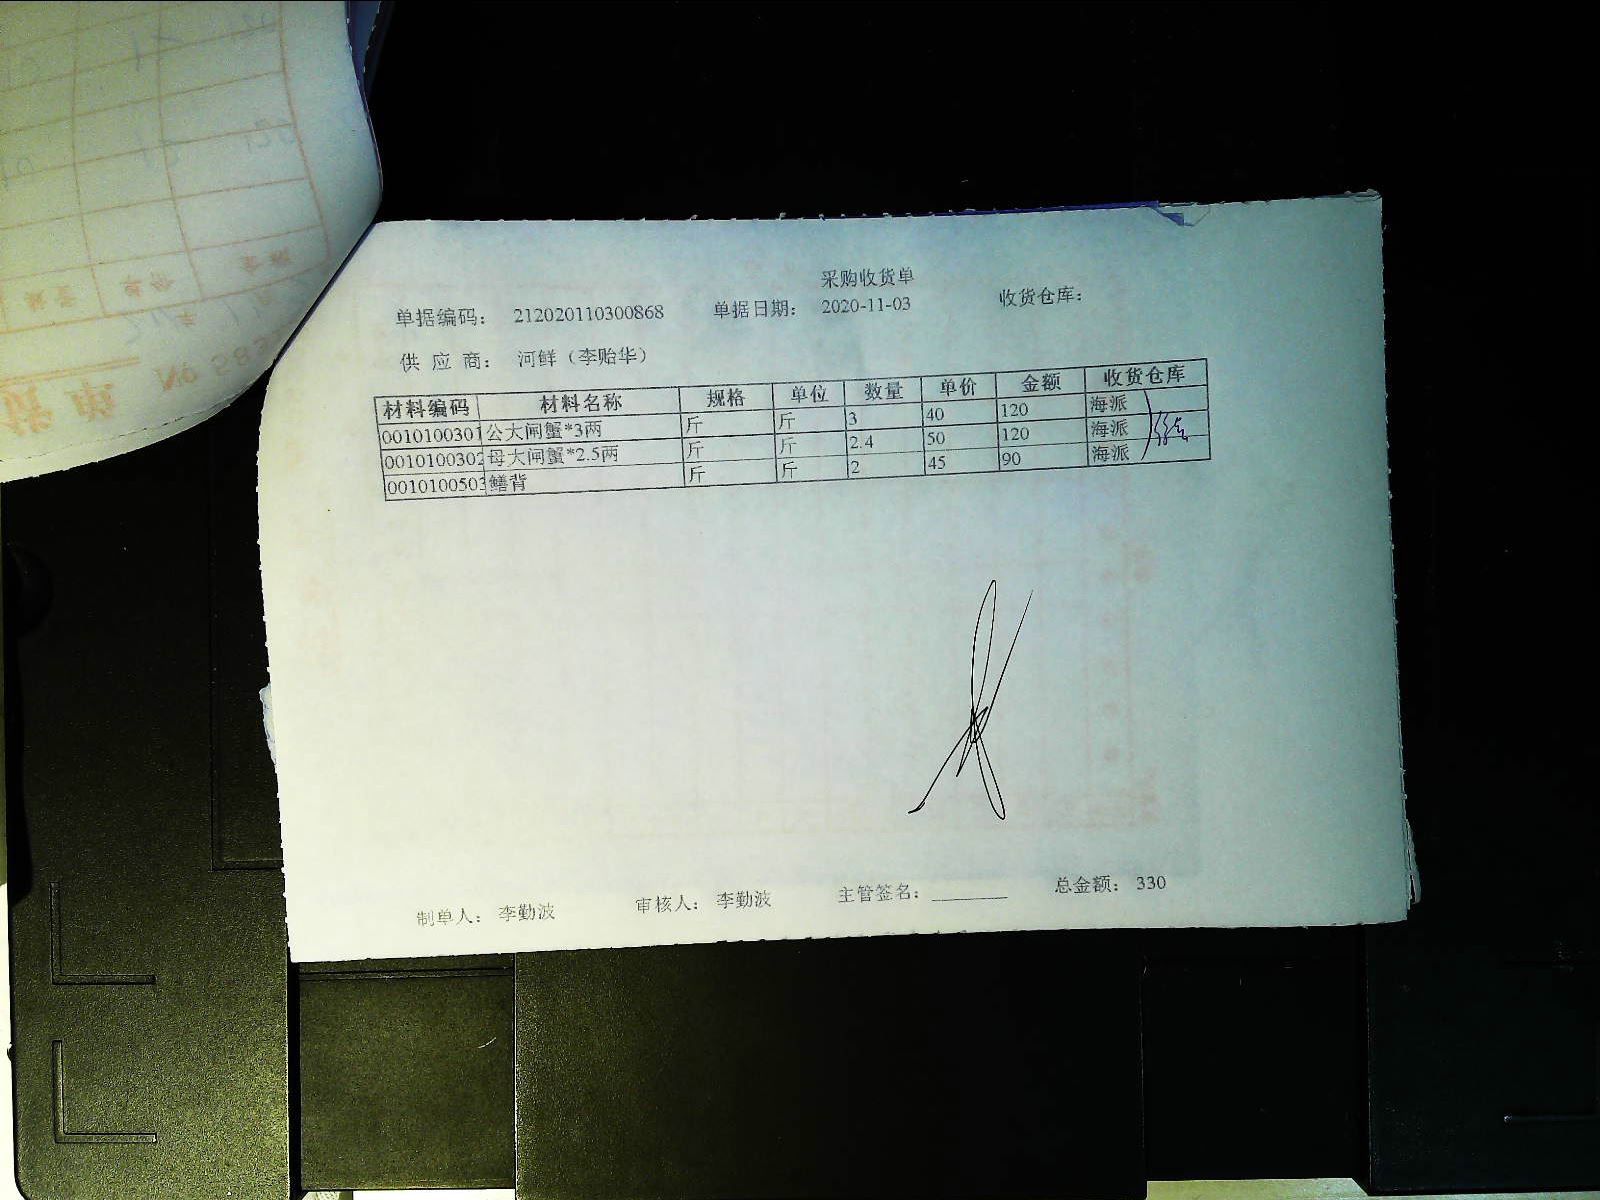 采购收货单
单据编码： 212020110300868 单据日期： 2020-11-03 收货仓库：
供 应 商： 河鲜（李贻华）
材料编码 材料名称 规格 单位 数量 单价 金额 收货仓库
0010100301 公大闸蟹*3两 斤 斤 3 40 120 海派
0010100302 母大闸蟹*2.5两 斤 斤 2.4 50 120 海派
0010100503 鳝背 斤 斤 2 45 90 海派
制单人： 李勤波 审核人： 李勤波 主管签名：________ 总金额： 330